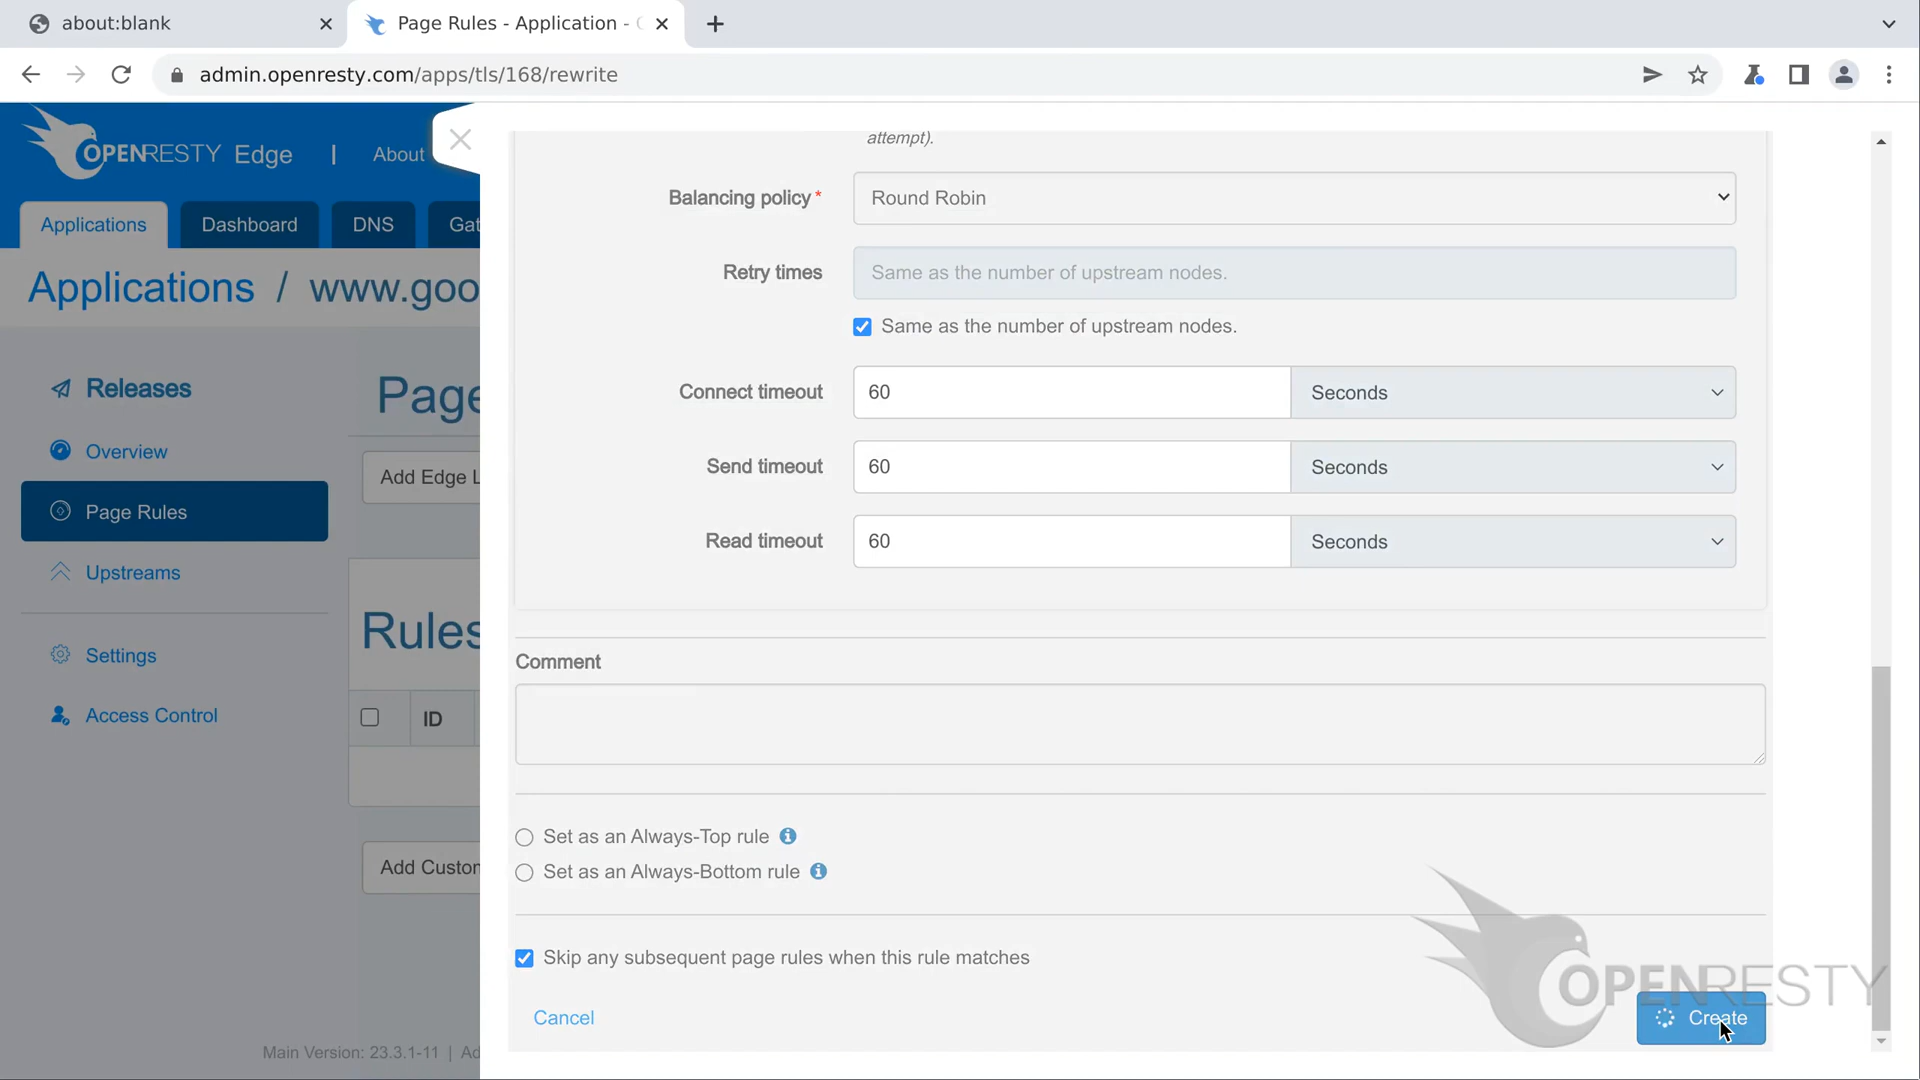 about:blank
Page Rules - Application -
admin.openresty.com/apps/tls/168/rewrite
OPENRESTY Edge | About
Applications Dashboard DNS Gat
Applications / www.goo
Releases
Overview
Page Rules
Upstreams
Settings
Access Control
Page
Add Edge L
Rules
ID
Add Custom
Main Version: 23.3.1-11 | Ad
attempt).
Balancing policy * Round Robin
Retry times Same as the number of upstream nodes.
Same as the number of upstream nodes.
Connect timeout 60 Seconds
Send timeout 60 Seconds
Read timeout 60 Seconds
Comment
Set as an Always-Top rule
Set as an Always-Bottom rule
Skip any subsequent page rules when this rule matches
OPENRESTY
Cancel Create